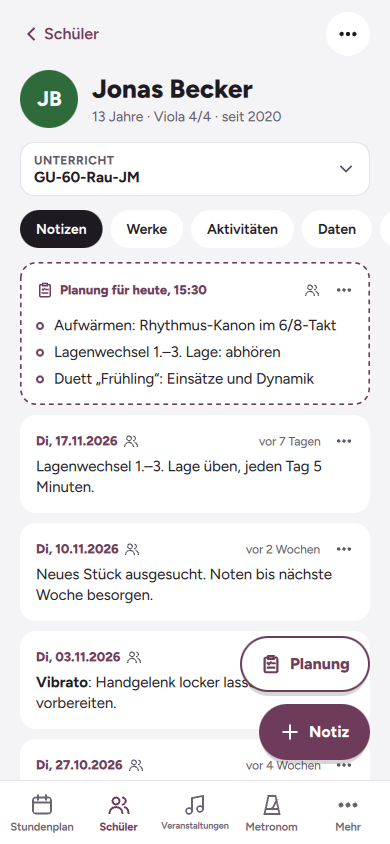 Schüler
JB
Jonas Becker
13 Jahre · Viola 4/4 · seit 2020
UNTERRICHT
GU-60-Rau-JM
Notizen Werke Aktivitäten Daten
Planung für heute, 15:30
Aufwärmen: Rhythmus-Kanon im 6/8-Takt
Lagenwechsel 1.–3. Lage: abhören
Duett „Frühling“: Einsätze und Dynamik
Di, 17.11.2026 vor 7 Tagen
Lagenwechsel 1.–3. Lage üben, jeden Tag 5
Minuten.
Di, 10.11.2026 vor 2 Wochen
Neues Stück ausgesucht. Noten bis nächste
Woche besorgen.
Di, 03.11.2026
Vibrato: Handgelenk locker
vorbereiten.
Planung
Notiz
Di, 27.10.2026 vor 4 Wochen
Stundenplan Schüler Veranstaltungen Metronom Mehr